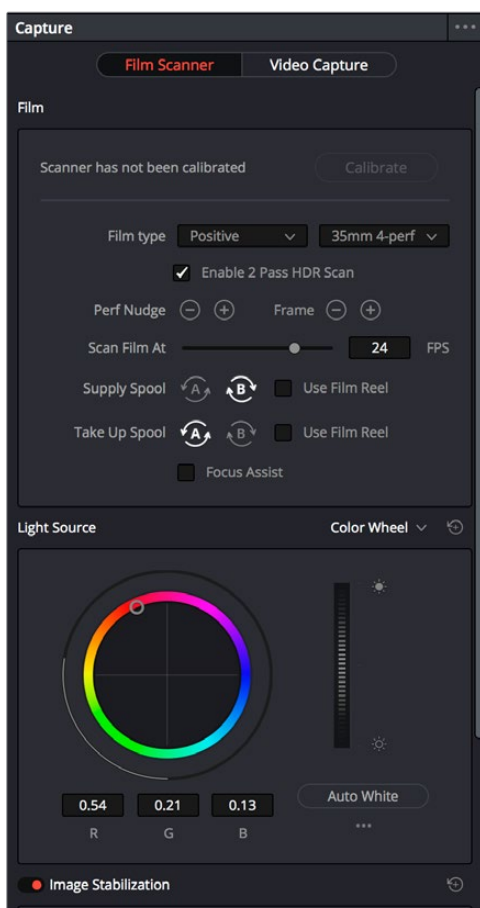 Capture
Film Scanner Video Capture
Film
Scanner has not been calibrated Calibrate
Film type Positive 35mm 4-perf
Enable 2 Pass HDR Scan
Perf Nudge Frame
Scan Film At 24 FPS
Supply Spool A B Use Film Reel
Take Up Spool A B Use Film Reel
Focus Assist
Light Source Color Wheel
Auto White
0.54 0.21 0.13
R G B
Image Stabilization